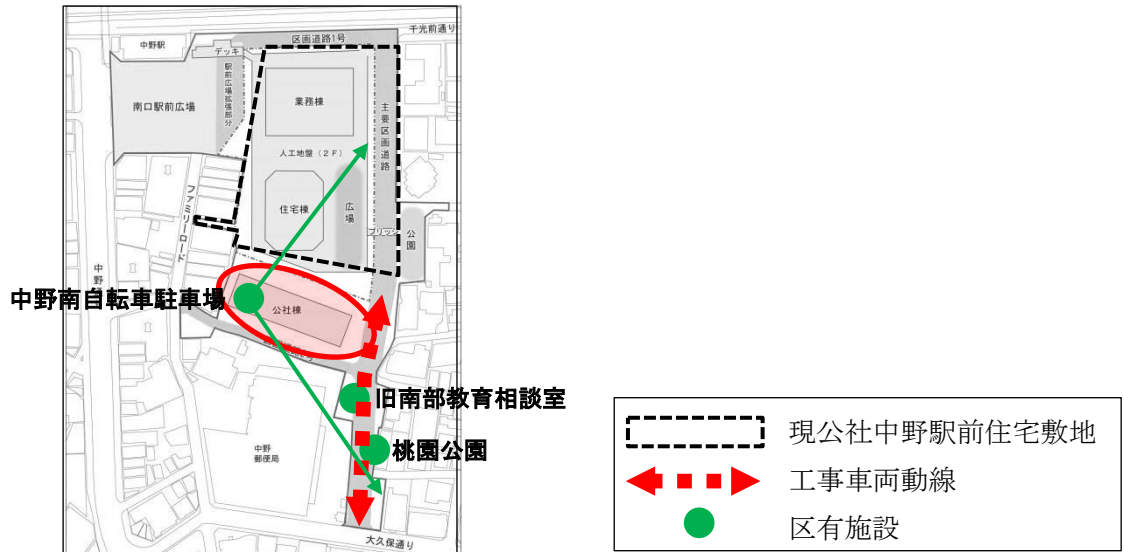 千光前通り
中野駅
区画道路1号
デッキ
駅前広場拡張部分
南口駅前広場
業務棟
主要区画道路
人工地盤（2F）
ファミリーロード
住宅棟
広場
ブリッジ
公園
中野
中野南自転車駐車場
公社棟
旧南部教育相談室
桃園公園
中野
郵便局
大久保通り
現公社中野駅前住宅敷地
工事車両動線
区有施設